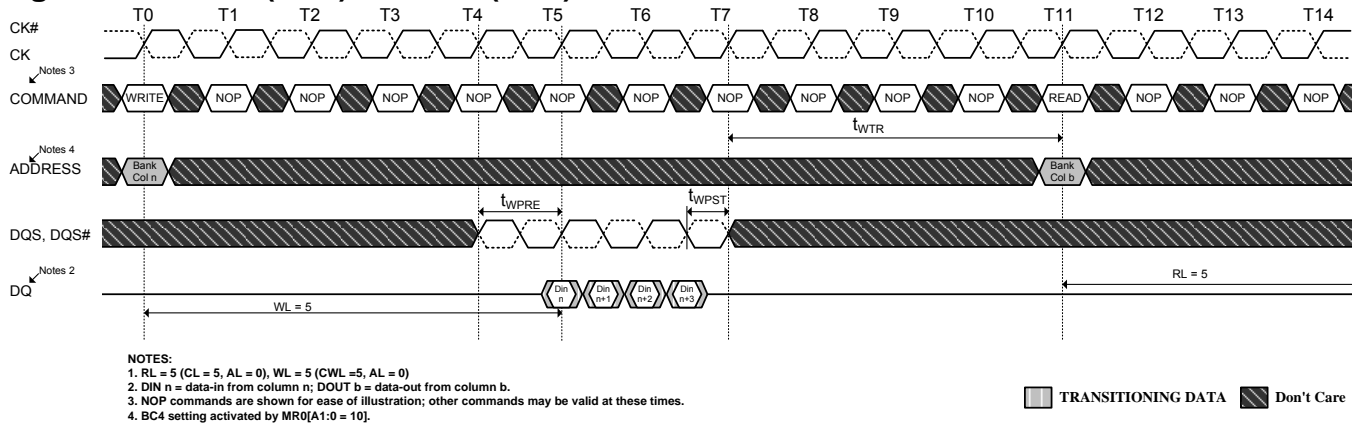 T0 T1 T2 T3 T4 T5 T6 T7 T8 T9 T10 T11 T12 T13 T14
CK#
CK
Notes 3
COMMAND WRITE NOP NOP NOP NOP NOP NOP NOP NOP NOP NOP READ NOP NOP NOP
tWTR
Notes 4
ADDRESS
Bank Bank
Col n Col b
tWPRE tWPST
DQS, DQS#
Notes 2
DQ
Din Din Din Din
n n+1 n+2 n+3
RL = 5
WL = 5
NOTES:
1. RL = 5 (CL = 5, AL = 0), WL = 5 (CWL =5, AL = 0)
2. DIN n = data-in from column n; DOUT b = data-out from column b.
3. NOP commands are shown for ease of illustration; other commands may be valid at these times.
4. BC4 setting activated by MR0[A1:0 = 10].
TRANSITIONING DATA Don't Care